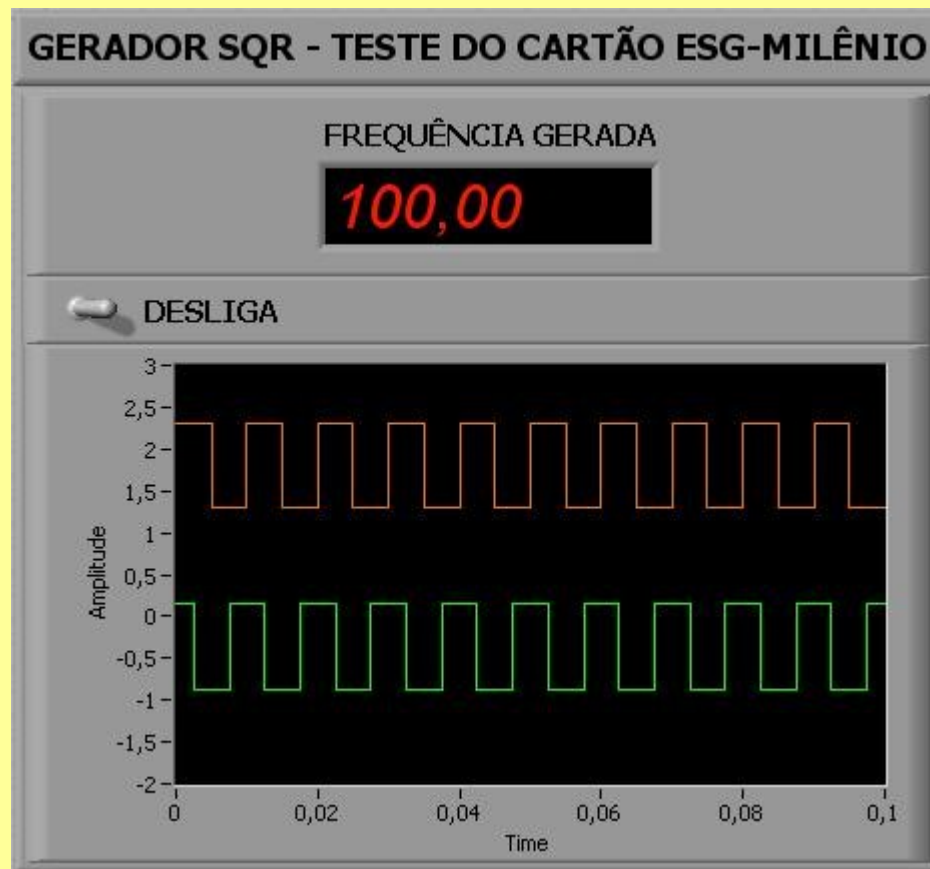 GERADOR SQR - TESTE DO CARTÃO ESG-MILÊNIO
FREQUÊNCIA GERADA
100,00
DESLIGA
3
2,5
2
1,5
1
0,5
0
-0,5
-1
-1,5
-2
Amplitude
0 0,02 0,04 0,06 0,08 0,1
Time